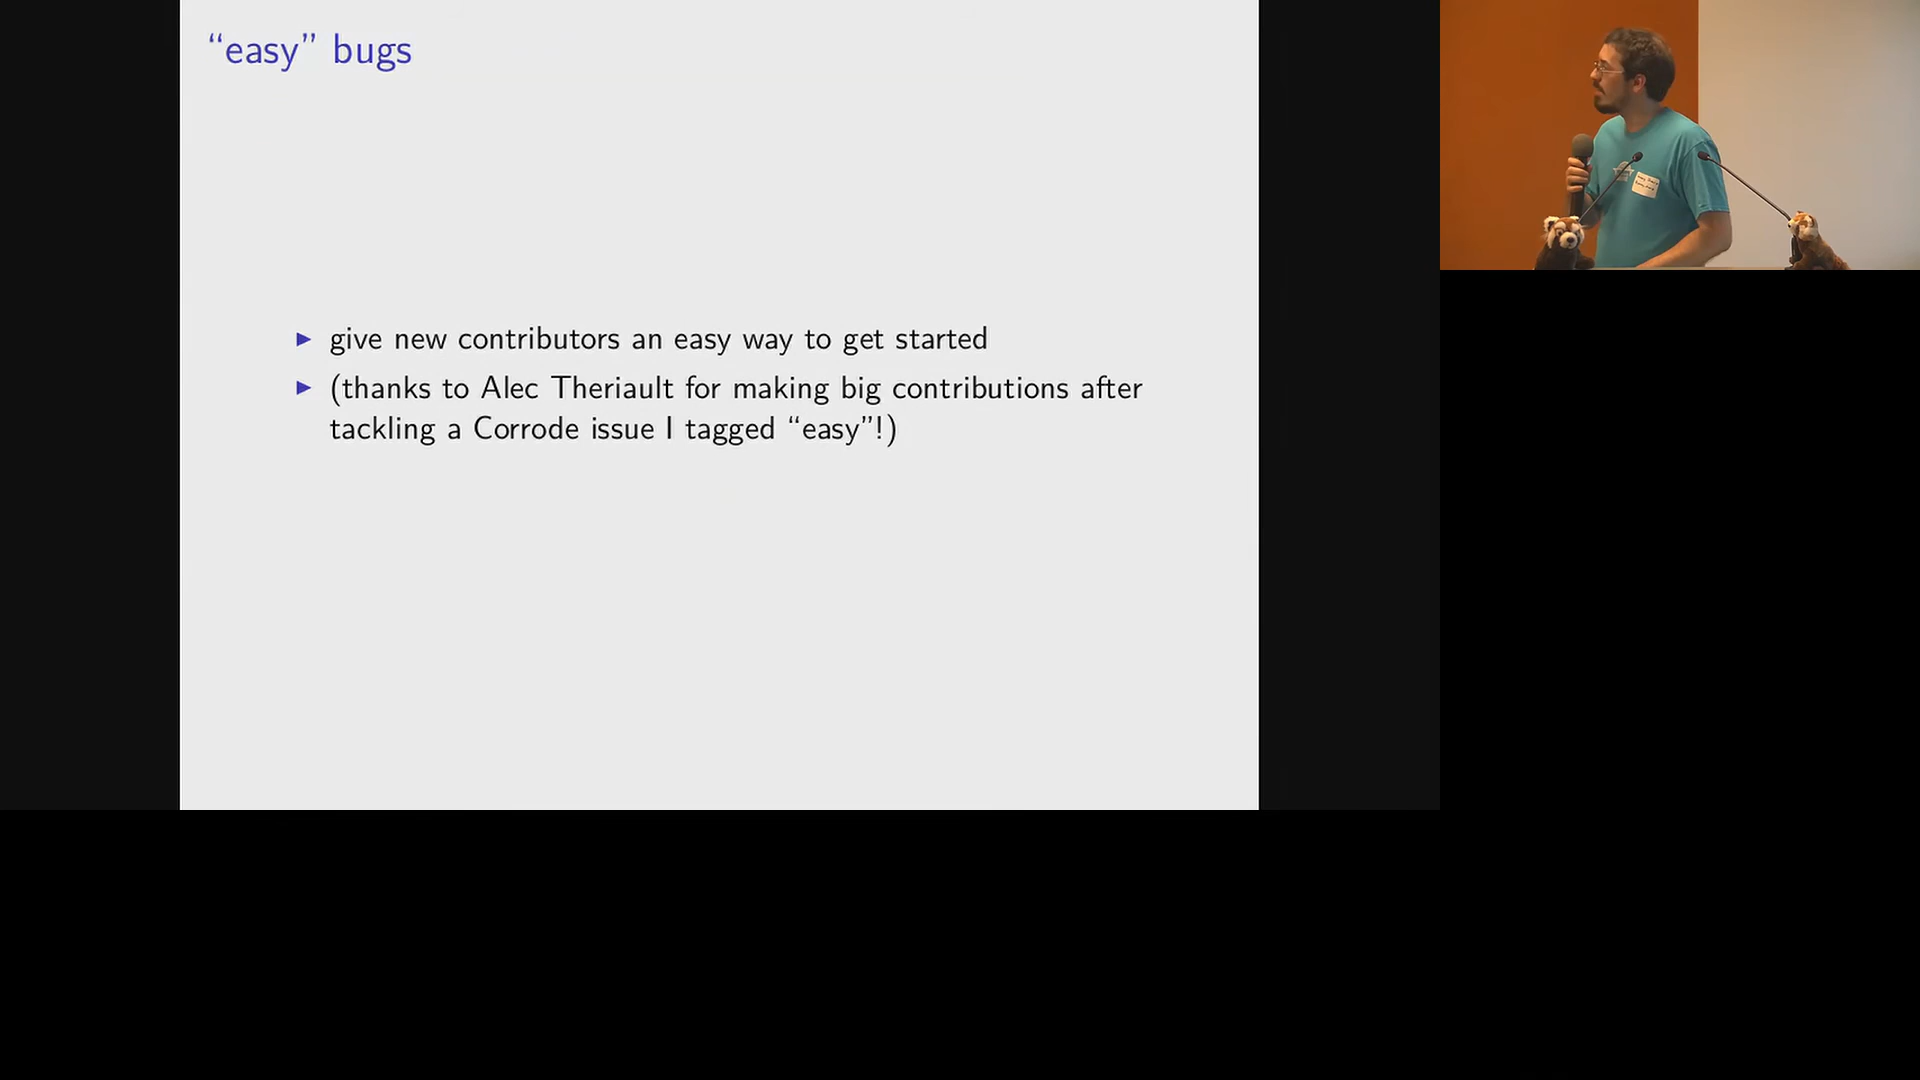 “easy” bugs
▶ give new contributors an easy way to get started
▶ (thanks to Alec Theriault for making big contributions after
tackling a Corrode issue I tagged “easy”!)